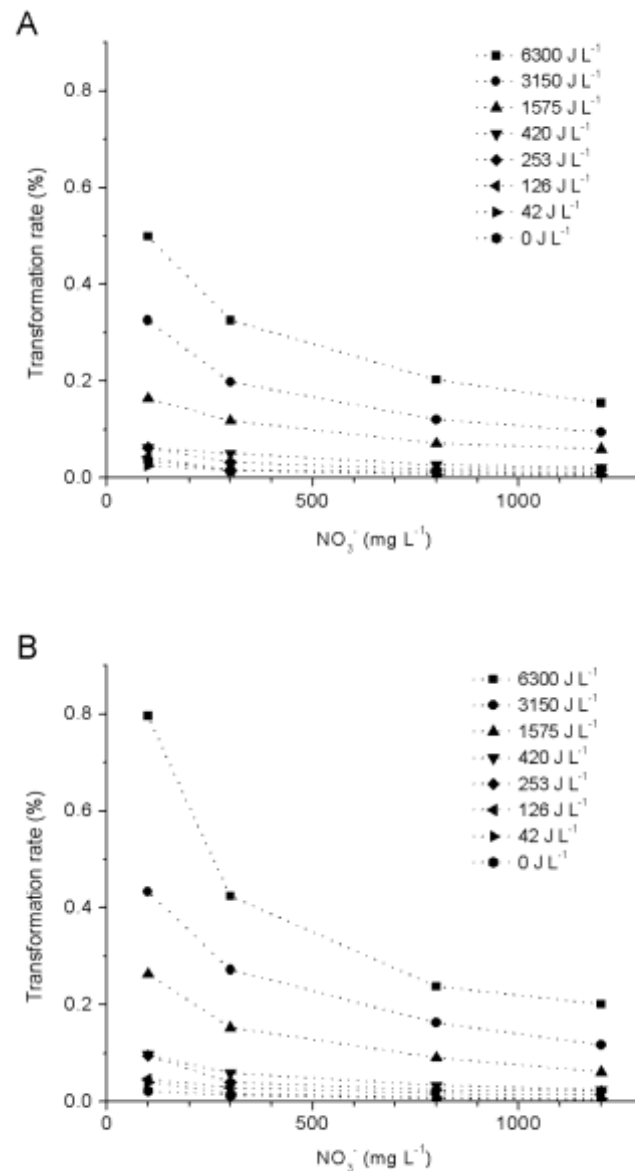 A
Transformation rate (%)
0.8
0.6
0.4
0.2
0.0
0
500
1000
NO₃⁻ (mg L⁻¹)
6300 J L⁻¹
3150 J L⁻¹
1575 J L⁻¹
420 J L⁻¹
253 J L⁻¹
126 J L⁻¹
42 J L⁻¹
0 J L⁻¹
B
Transformation rate (%)
0.8
0.6
0.4
0.2
0.0
0
500
1000
NO₃⁻ (mg L⁻¹)
6300 J L⁻¹
3150 J L⁻¹
1575 J L⁻¹
420 J L⁻¹
253 J L⁻¹
126 J L⁻¹
42 J L⁻¹
0 J L⁻¹